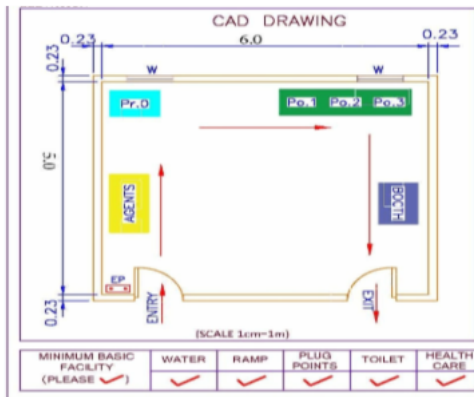 CAD DRAWING
0.23 6.0 0.23
0.23
W W
Pr.D Po.1 Po.2 Po.3
5.0
AGENTS BOOTH
EP
0.23
ENTRY EXIT
(SCALE 1cm=1m)
MINIMUM BASIC FACILITY (PLEASE ✓) WATER RAMP PLUG POINTS TOILET HEALTH CARE